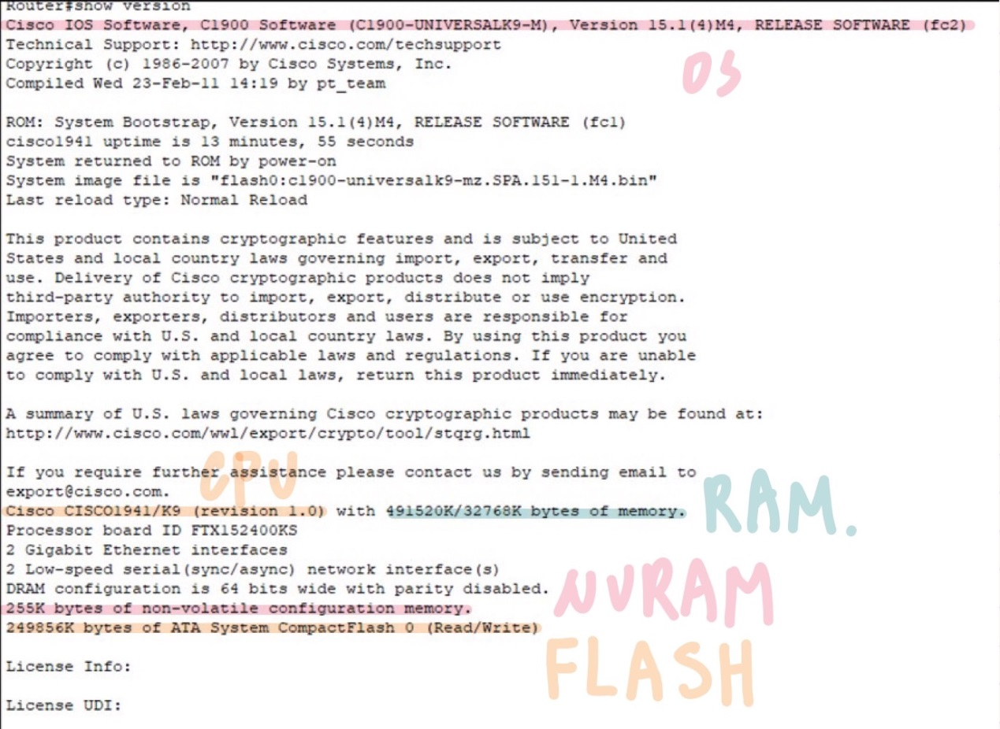 Router#show version
Cisco IOS Software, C1900 Software (C1900-UNIVERSALK9-M), Version 15.1(4)M4, RELEASE SOFTWARE (fc2)
Technical Support: http://www.cisco.com/techsupport
Copyright (c) 1986-2007 by Cisco Systems, Inc.
OS
Compiled Wed 23-Feb-11 14:19 by pt_team
ROM: System Bootstrap, Version 15.1(4)M4, RELEASE SOFTWARE (fc1)
cisco1941 uptime is 13 minutes, 55 seconds
System returned to ROM by power-on
System image file is "flash0:c1900-universalk9-mz.SPA.151-1.M4.bin"
Last reload type: Normal Reload
This product contains cryptographic features and is subject to United
States and local country laws governing import, export, transfer and
use. Delivery of Cisco cryptographic products does not imply
third-party authority to import, export, distribute or use encryption.
Importers, exporters, distributors and users are responsible for
compliance with U.S. and local country laws. By using this product you
agree to comply with applicable laws and regulations. If you are unable
to comply with U.S. and local laws, return this product immediately.
A summary of U.S. laws governing Cisco cryptographic products may be found at:
http://www.cisco.com/wwl/export/crypto/tool/stqrg.html
CPU
If you require further assistance please contact us by sending email to
export@cisco.com.
Cisco CISCO1941/K9 (revision 1.0) with 491520K/32768K bytes of memory.
RAM.
Processor board ID FTX152400KS
2 Gigabit Ethernet interfaces
2 Low-speed serial(sync/async) network interface(s)
DRAM configuration is 64 bits wide with parity disabled.
NVRAM
255K bytes of non-volatile configuration memory.
249856K bytes of ATA System CompactFlash 0 (Read/Write)
FLASH
License Info:
License UDI: